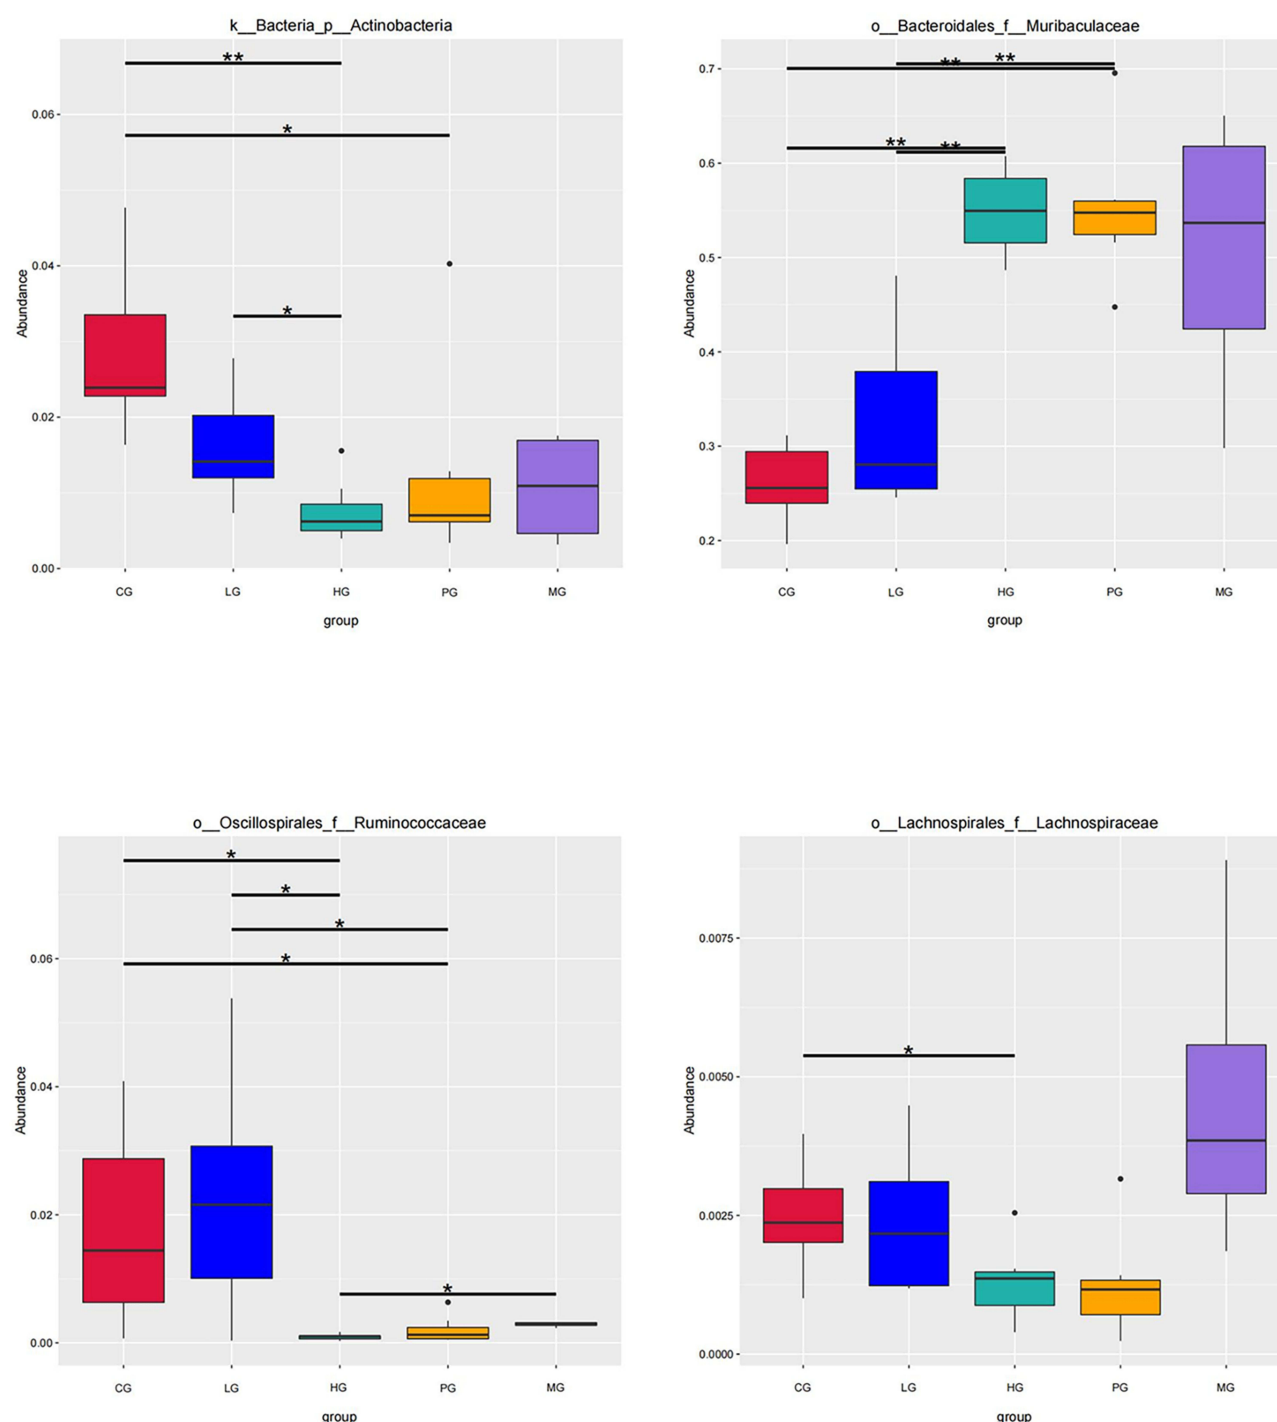 k__Bacteria_p__Actinobacteria
**
*
*
0.06
0.04
0.02
0.00
Abundance
CG LG HG PG MG
group
o__Bacteroidales_f__Muribaculaceae
** **
** **
0.7
0.6
0.5
0.4
0.3
0.2
Abundance
CG LG HG PG MG
group
o__Oscillospirales_f__Ruminococcaceae
*
*
*
*
*
0.06
0.04
0.02
0.00
Abundance
CG LG HG PG MG
group
o__Lachnospirales_f__Lachnospiraceae
*
0.0075
0.0050
0.0025
0.0000
Abundance
CG LG HG PG MG
group